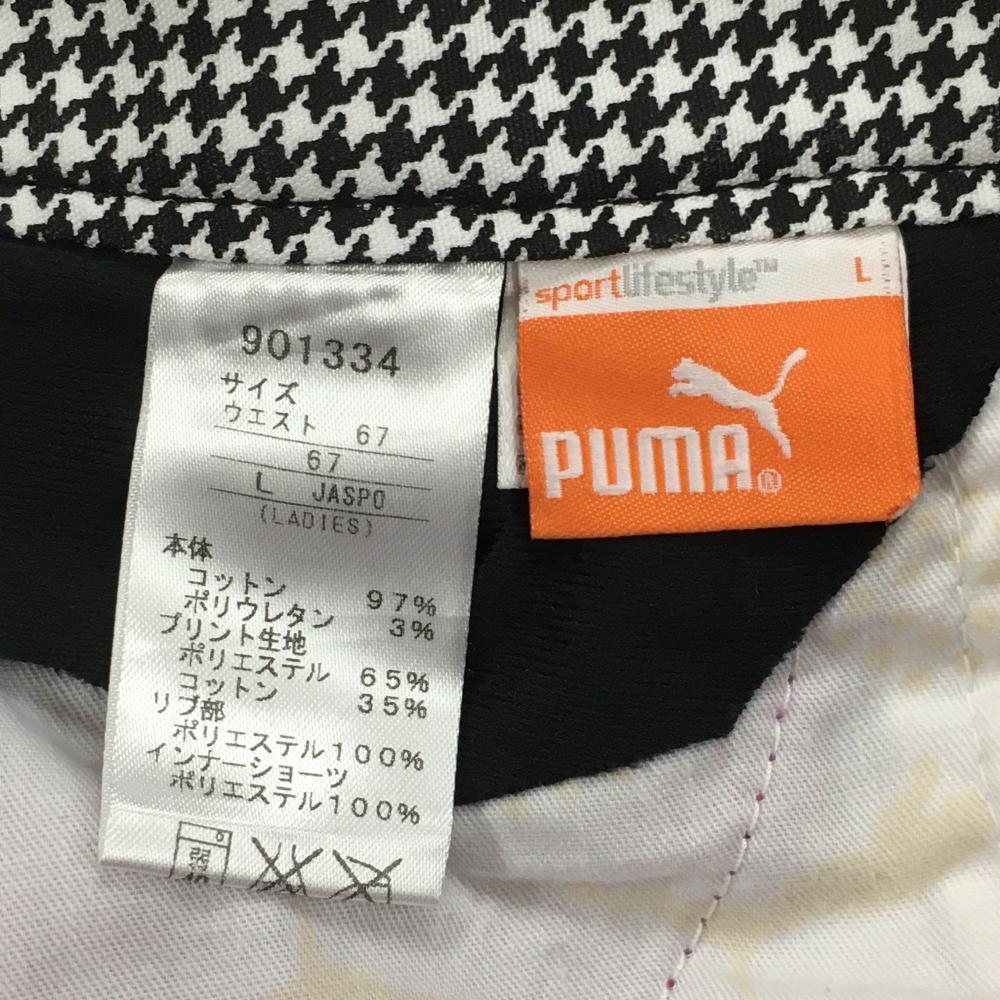 901334
サイズ
ウエスト 67
67
L JASPO
(LADIES)
本体
コットン 97%
ポリウレタン 3%
プリント生地
ポリエステル 65%
コットン 35%
リブ部
ポリエステル100%
インナーショーツ
ポリエステル100%
sportlifestyle™ L
PUMA®